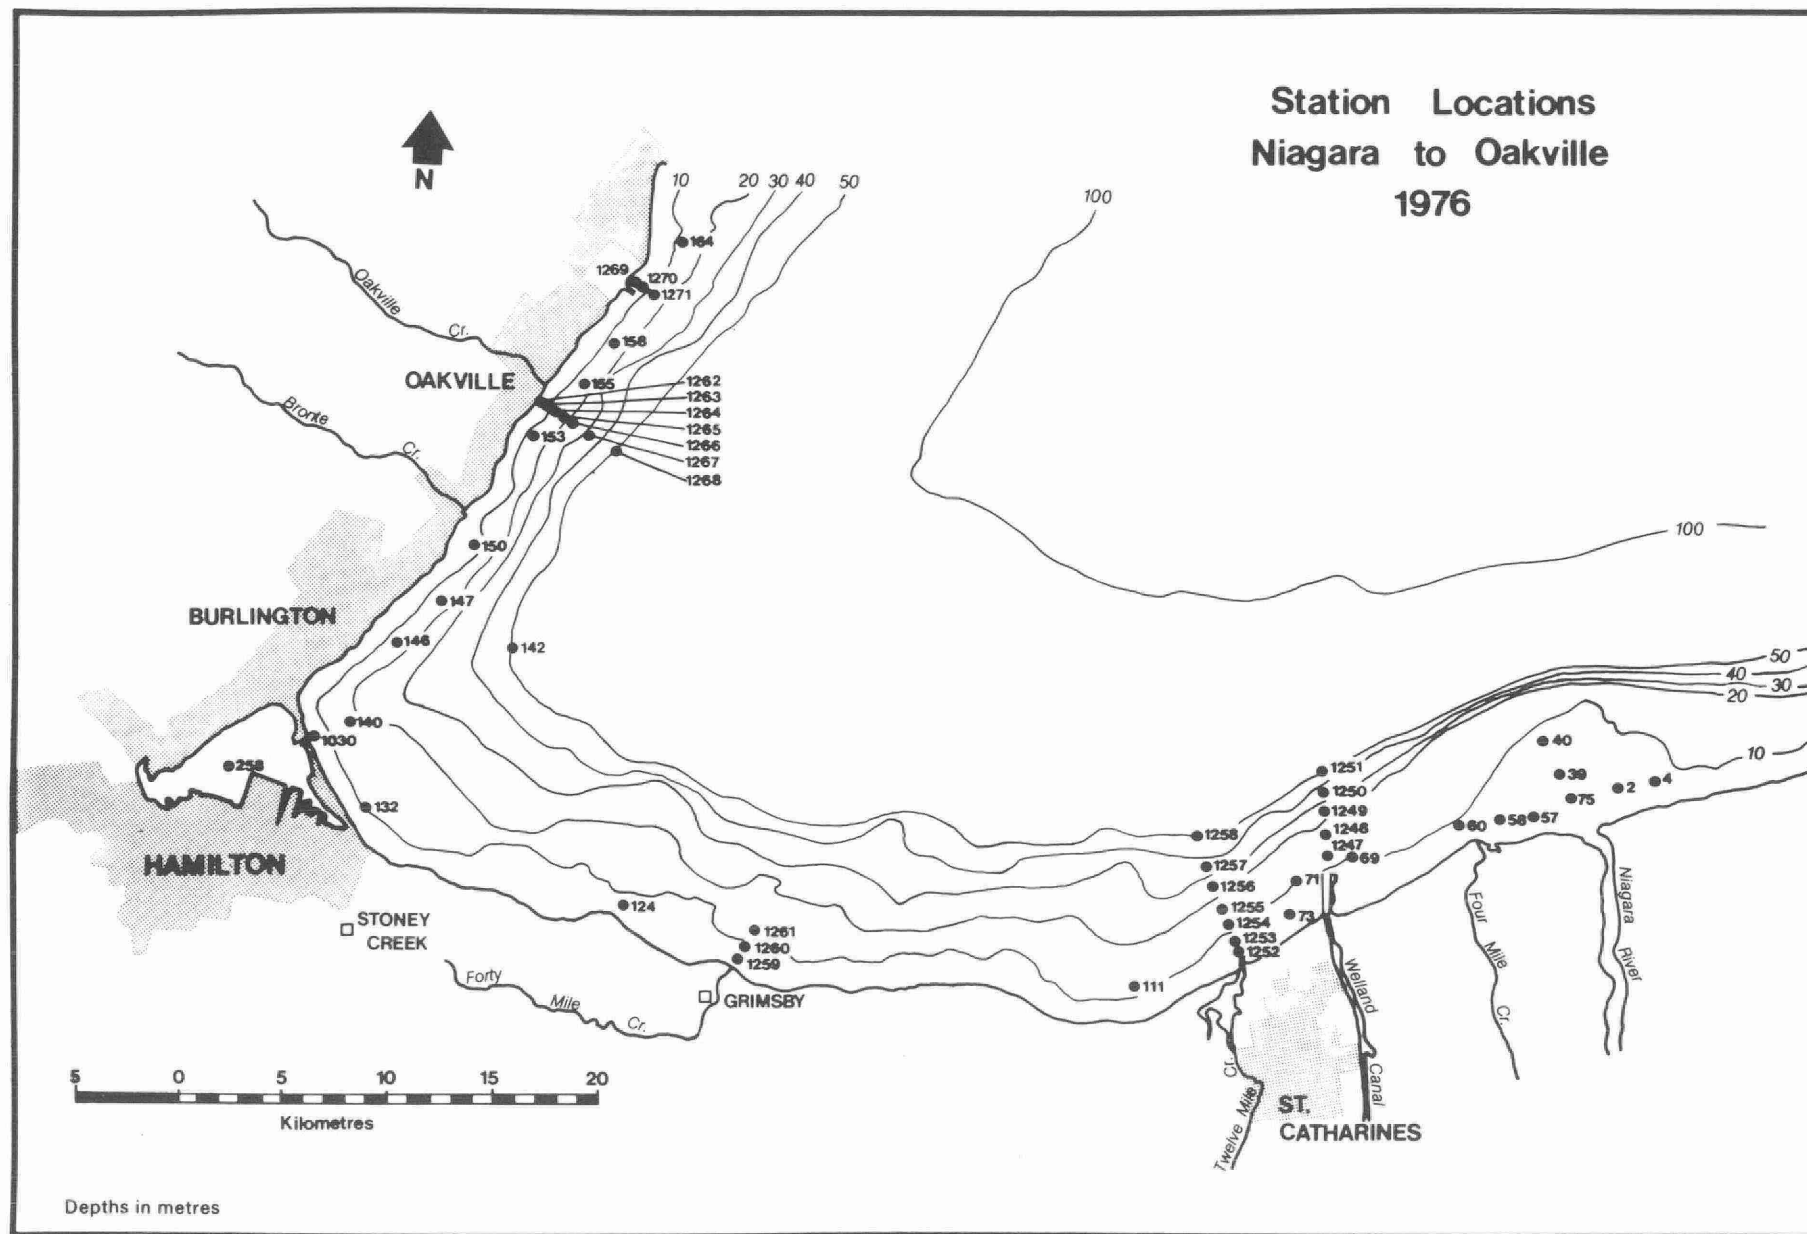 Station Locations
Niagara to Oakville
1976
N
10
20
30
40
50
100
164
1269
1270
1271
Oakville
Cr.
158
OAKVILLE
155
1262
1263
1264
1265
1266
1267
1268
Bronte
Cr.
153
100
150
147
BURLINGTON
146
142
50
40
30
20
10
140
1030
258
132
40
39
2
4
75
60
58
57
1251
1250
1249
1248
1247
69
1258
1257
1256
71
73
1255
1254
1253
1252
HAMILTON
STONEY
CREEK
124
1261
1260
1259
111
Forty
Mile
Cr.
GRIMSBY
Four
Mile
Cr.
Niagara
River
Welland
Canal
Twelve Mile
Cr.
ST.
CATHARINES
5 0 5 10 15 20
Kilometres
Depths in metres